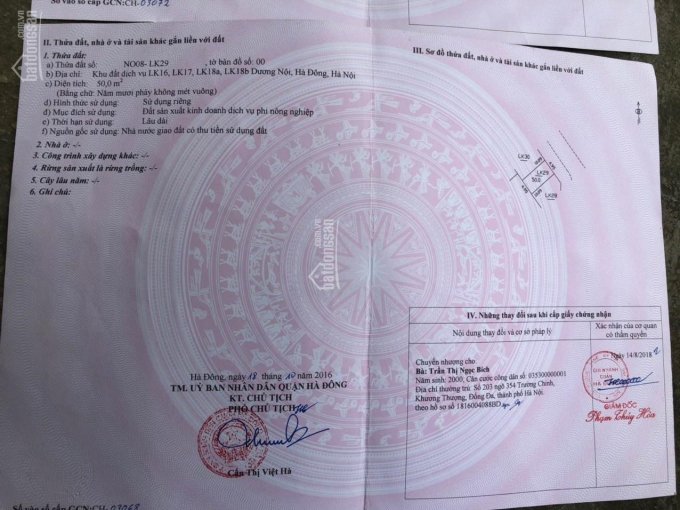 Số vào sổ cấp GCN:CH-03072
II. Thửa đất, nhà ở và tài sản khác gắn liền với đất
1. Thửa đất:
a) Thửa đất số: NO08- LK29 , tờ bản đồ số: 00
b) Địa chỉ: Khu đất dịch vụ LK16, LK17, LK18a, LK18b Dương Nội, Hà Đông, Hà Nội
c) Diện tích: 50,0 m²
(Bằng chữ: Năm mươi phảy không mét vuông)
d) Hình thức sử dụng: Sử dụng riêng
đ) Mục đích sử dụng: Đất sản xuất kinh doanh dịch vụ phi nông nghiệp
e) Thời hạn sử dụng: Lâu dài
f) Nguồn gốc sử dụng: Nhà nước giao đất có thu tiền sử dụng đất
2. Nhà ở: -/-
3. Công trình xây dựng khác: -/-
4. Rừng sản xuất là rừng trồng: -/-
5. Cây lâu năm: -/-
6. Ghi chú:
Hà Đông, ngày 18 tháng 10 năm 2016
TM. UỶ BAN NHÂN DÂN QUẬN HÀ ĐÔNG
KT. CHỦ TỊCH
PHÓ CHỦ TỊCH
Cấn Thị Việt Hà
Số vào sổ cấp GCN:CH-03068
III. Sơ đồ thửa đất, nhà ở và tài sản khác gắn liền với đất
LK30
LK29
50.0
LK28
IV. Những thay đổi sau khi cấp giấy chứng nhận
Nội dung thay đổi và cơ sở pháp lý
Xác nhận của cơ quan có thẩm quyền
Chuyển nhượng cho
Bà: Trần Thị Ngọc Bích
Năm sinh: 2000, Căn cước công dân số: 035300000001
Địa chỉ thường trú: Số 203 ngõ 354 Trường Chinh,
Khương Thượng, Đống Đa, thành phố Hà Nội.
theo hồ sơ số 1816004088BD
Ngày 14/8/2018
CHI NHÁNH
GIÁM ĐỐC
Phạm Thúy Hòa
batdongsan
.com.vn